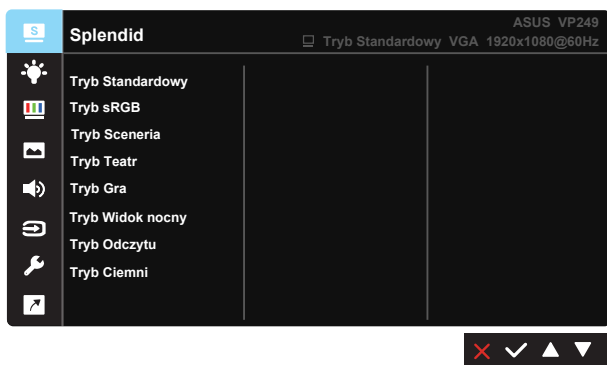 S
Splendid
ASUS VP249
Tryb Standardowy VGA 1920x1080@60Hz
Tryb Standardowy
Tryb sRGB
Tryb Sceneria
Tryb Teatr
Tryb Gra
Tryb Widok nocny
Tryb Odczytu
Tryb Ciemni